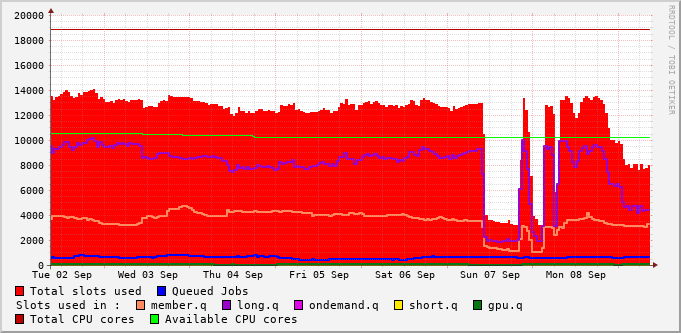 20000
18000
16000
14000
12000
10000
8000
6000
4000
2000
0
Tue 02 Sep Wed 03 Sep Thu 04 Sep Fri 05 Sep Sat 06 Sep Sun 07 Sep Mon 08 Sep
Total slots used Queued Jobs
Slots used in : member.q long.q ondemand.q short.q gpu.q
Total CPU cores Available CPU cores
RRDTOOL / TOBI OETIKER